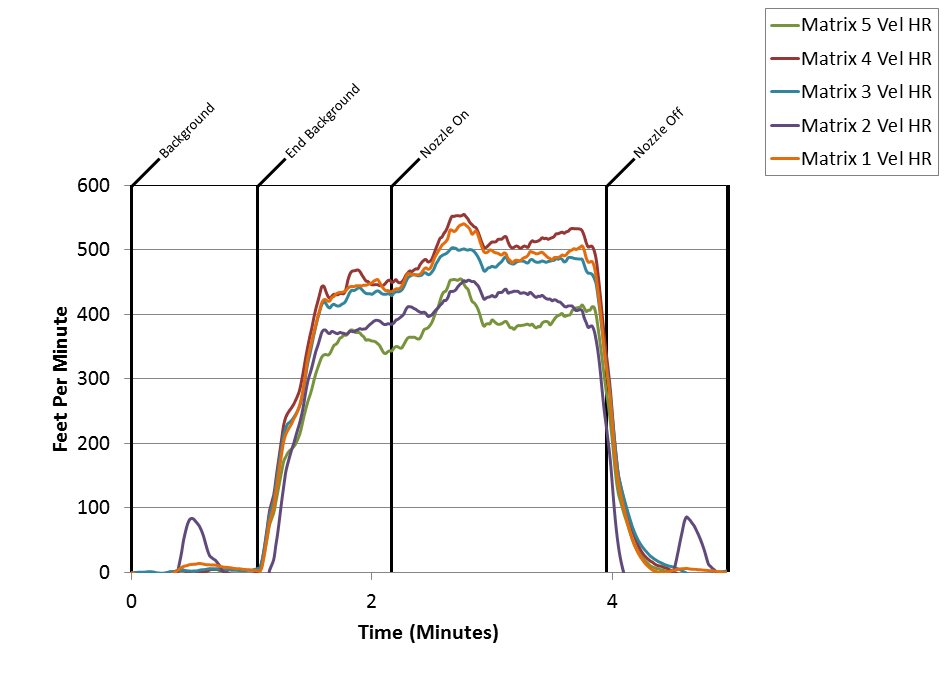 Matrix 5 Vel HR
Matrix 4 Vel HR
Matrix 3 Vel HR
Matrix 2 Vel HR
Matrix 1 Vel HR
Background
End Background
Nozzle On
Nozzle Off
600
500
400
300
200
100
0
Feet Per Minute
0 2 4
Time (Minutes)